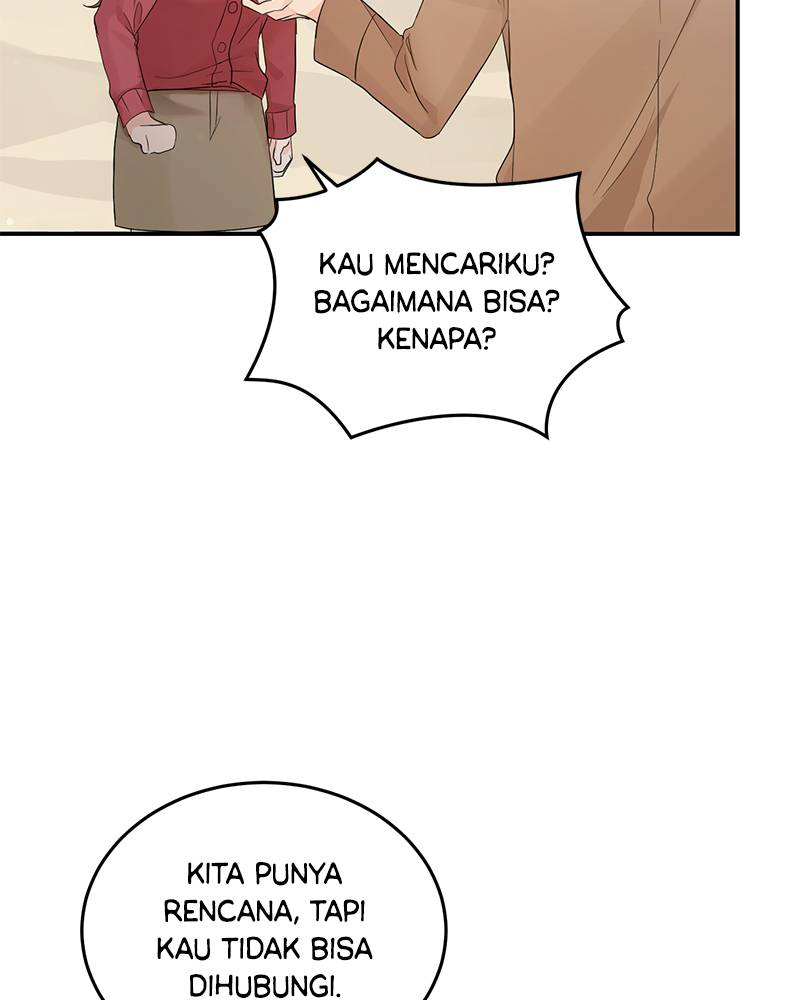 KAU MENCARIKU?
BAGAIMANA BISA?
KENAPA?
KITA PUNYA
RENCANA, TAPI
KAU TIDAK BISA
DIHUBUNGI.